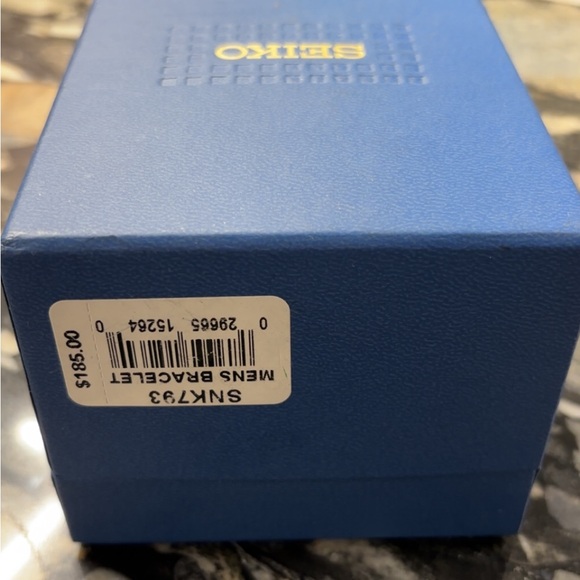 SEIKO
SNK793
MENS BRACELET
0 29665 15264 0
$185.00